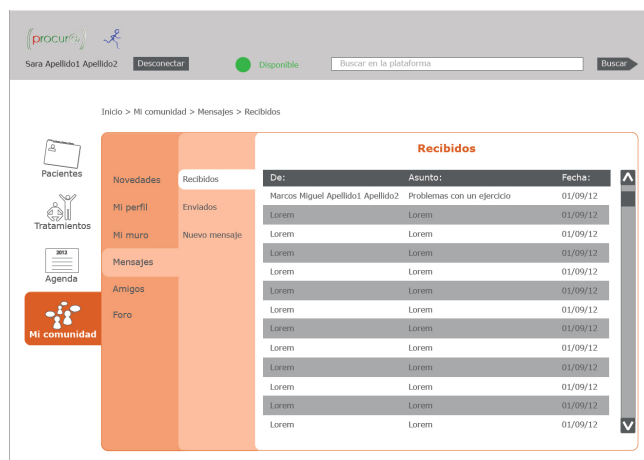 (procura)
Sara Apellido1 Apellido2 Desconectar Disponible Buscar en la plataforma Buscar
Inicio > Mi comunidad > Mensajes > Recibidos
Pacientes
Tratamientos
2012
Agenda
Mi comunidad
Novedades
Mi perfil
Mi muro
Mensajes
Amigos
Foro
Recibidos
Enviados
Nuevo mensaje
Recibidos
De: Asunto: Fecha:
Marcos Miguel Apellido1 Apellido2 Problemas con un ejercicio 01/09/12
Lorem Lorem 01/09/12
Lorem Lorem 01/09/12
Lorem Lorem 01/09/12
Lorem Lorem 01/09/12
Lorem Lorem 01/09/12
Lorem Lorem 01/09/12
Lorem Lorem 01/09/12
Lorem Lorem 01/09/12
Lorem Lorem 01/09/12
Lorem Lorem 01/09/12
Lorem Lorem 01/09/12
Lorem Lorem 01/09/12